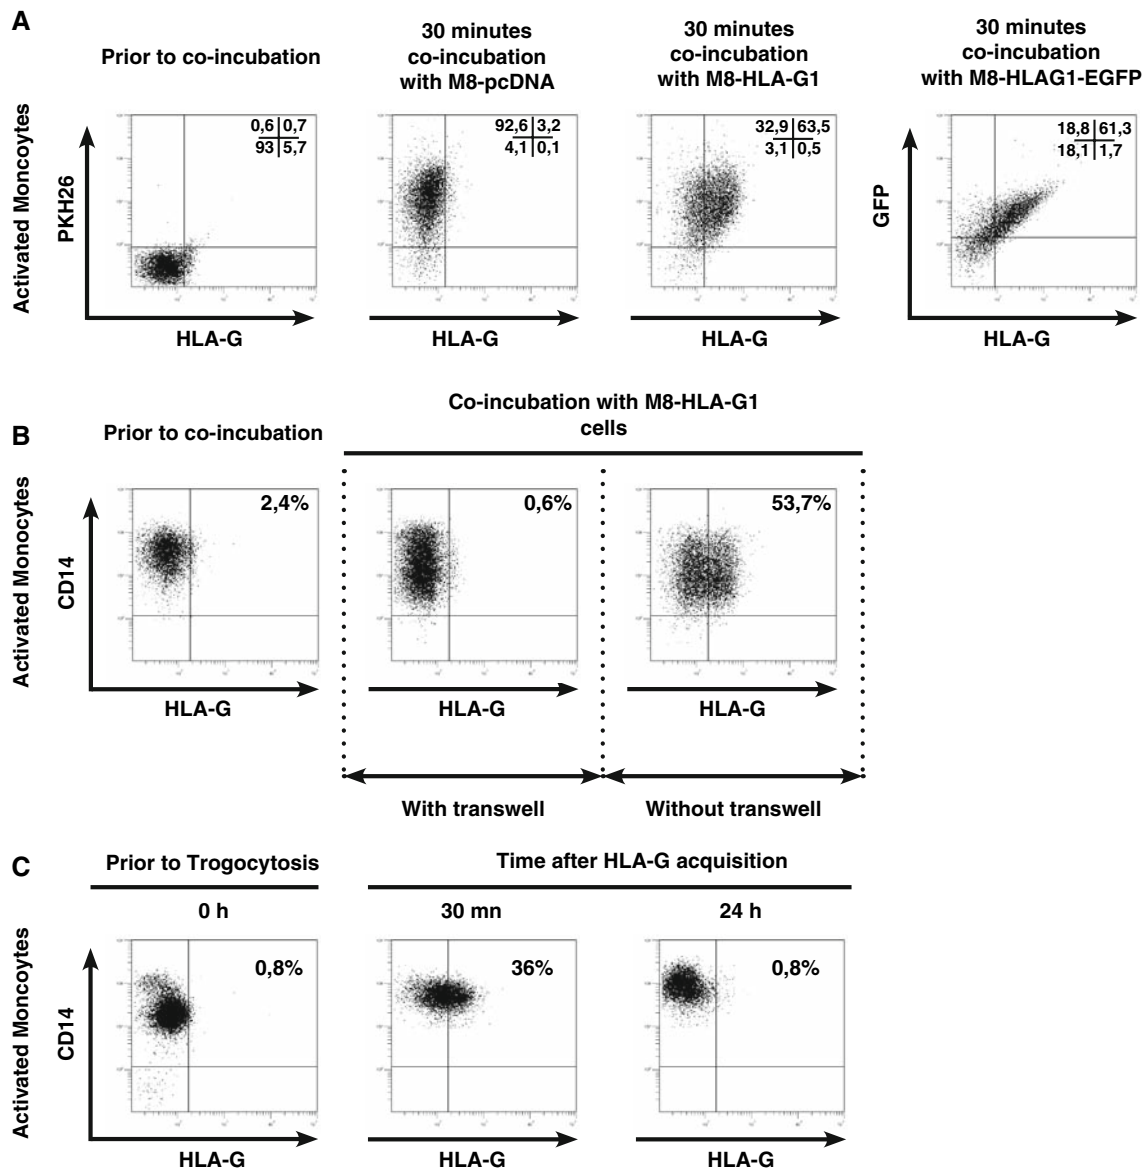 A
Prior to co-incubation
30 minutes
co-incubation
with M8-pcDNA
30 minutes
co-incubation
with M8-HLA-G1
30 minutes
co-incubation
with M8-HLAG1-EGFP
Activated Monocytes
PKH26
0,6 0,7
93 5,7
92,6 3,2
4,1 0,1
32,9 63,5
3,1 0,5
GFP
18,8 61,3
18,1 1,7
HLA-G
HLA-G
HLA-G
HLA-G
B
Prior to co-incubation
Co-incubation with M8-HLA-G1
cells
Activated Monocytes
CD14
2,4%
0,6%
53,7%
HLA-G
HLA-G
HLA-G
With transwell
Without transwell
C
Prior to Trogocytosis
Time after HLA-G acquisition
0 h
30 mn
24 h
Activated Moncoytes
CD14
0,8%
36%
0,8%
HLA-G
HLA-G
HLA-G